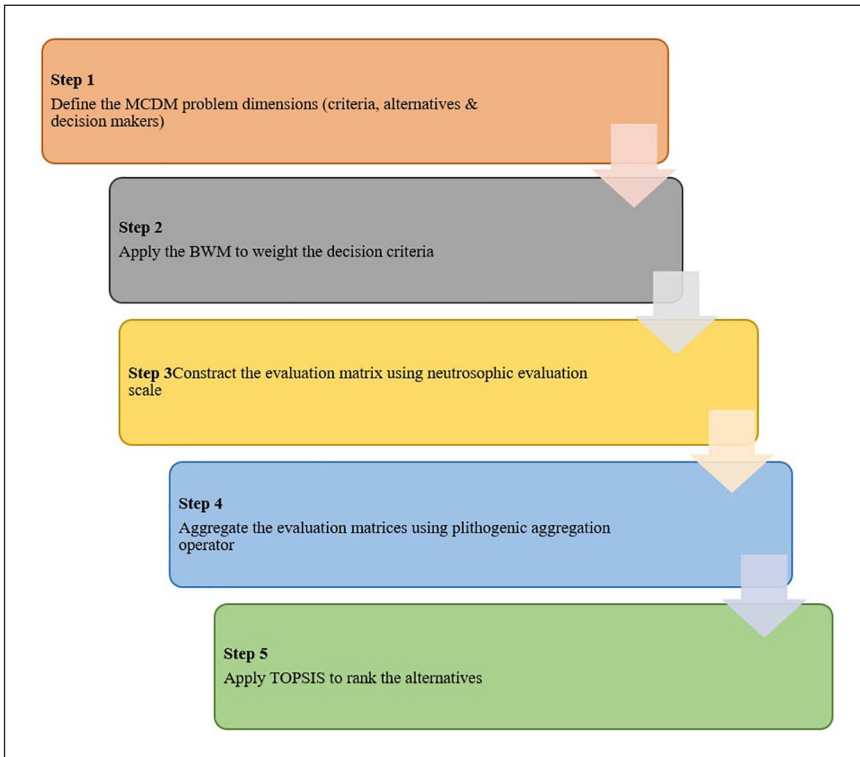 Step 1
Define the MCDM problem dimensions (criteria, alternatives &
decision makers)
Step 2
Apply the BWM to weight the decision criteria
Step 3Constract the evaluation matrix using neutrosophic evaluation
scale
Step 4
Aggregate the evaluation matrices using plithogenic aggregation
operator
Step 5
Apply TOPSIS to rank the alternatives